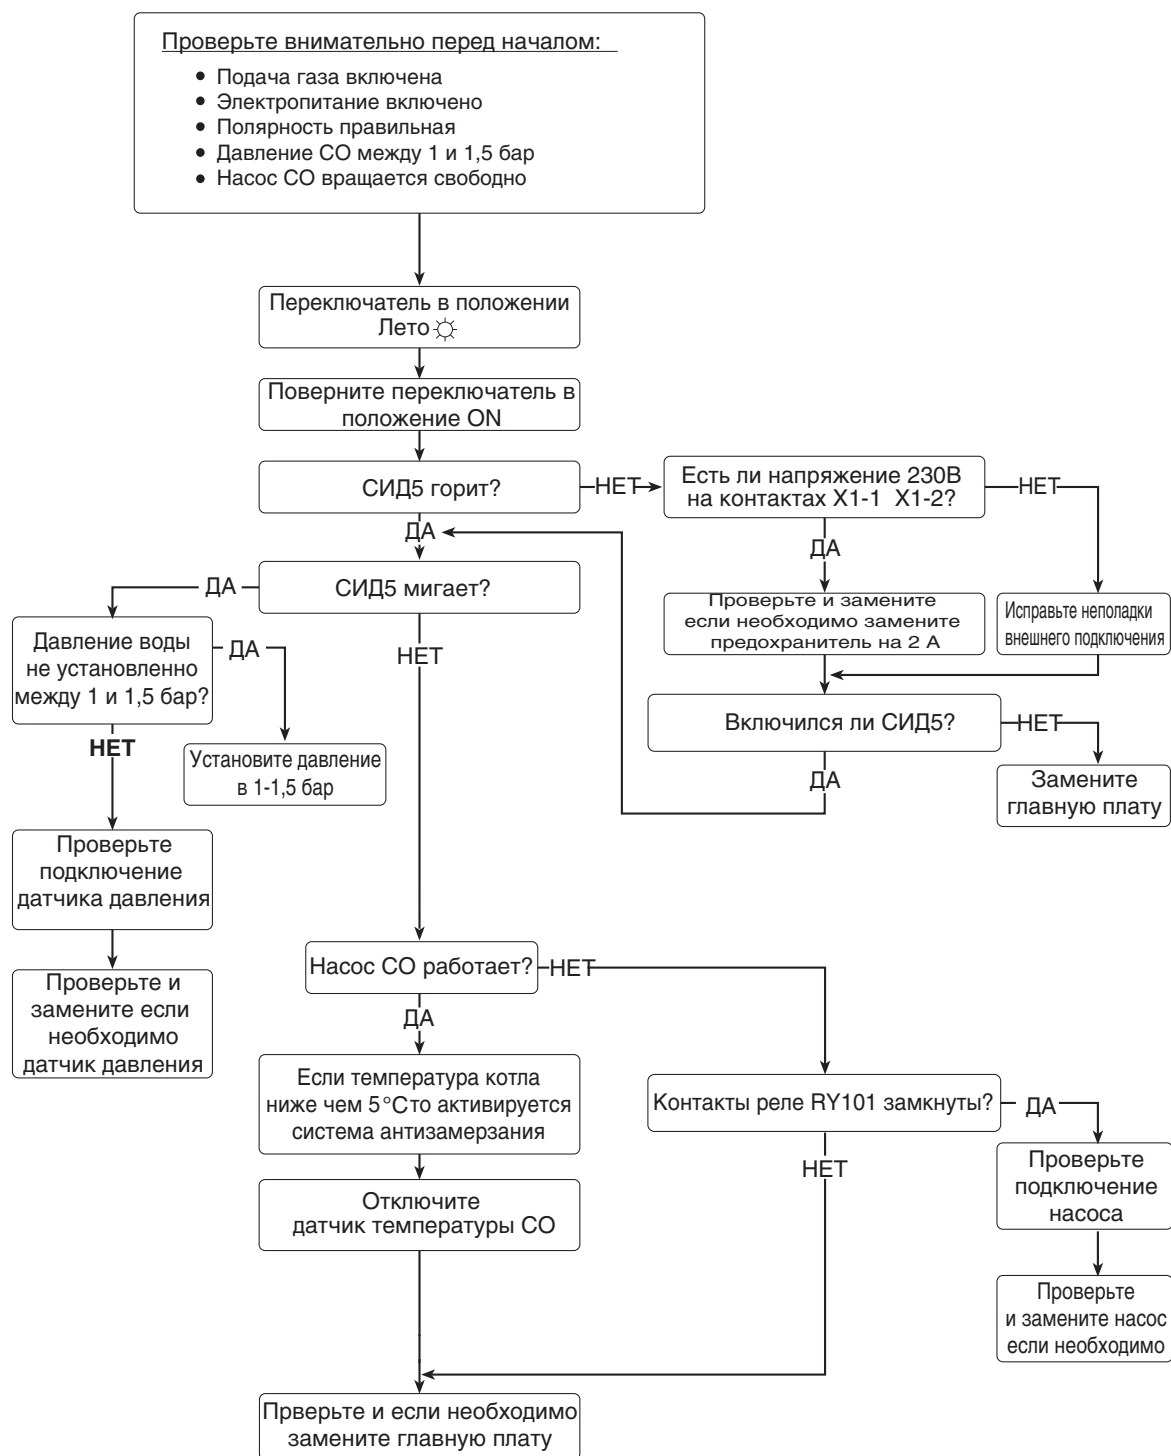 Проверьте внимательно перед началом:
• Подача газа включена
• Электропитание включено
• Полярность правильная
• Давление СО между 1 и 1,5 бар
• Насос СО вращается свободно
Переключатель в положении
Лето
Поверните переключатель в
положение ON
СИД5 горит?
НЕТ
Есть ли напряжение 230В
на контактах X1-1 X1-2?
НЕТ
ДА
ДА
СИД5 мигает?
ДА
Проверьте и замените
если необходимо замените
предохранитель на 2 А
Исправьте неполадки
внешнего подключения
Давление воды
не установленно
между 1 и 1,5 бар?
ДА
НЕТ
Включился ли СИД5?
НЕТ
НЕТ
Установите давление
в 1-1,5 бар
ДА
Замените
главную плату
Проверьте
подключение
датчика давления
Насос СО работает?
НЕТ
Проверьте и
замените если
необходимо
датчик давления
ДА
Если температура котла
ниже чем 5°Сто активируется
система антизамерзания
Контакты реле RY101 замкнуты?
ДА
НЕТ
Проверьте
подключение
насоса
Отключите
датчик температуры СО
Проверьте
и замените насос
если необходимо
Прверьте и если необходимо
замените главную плату